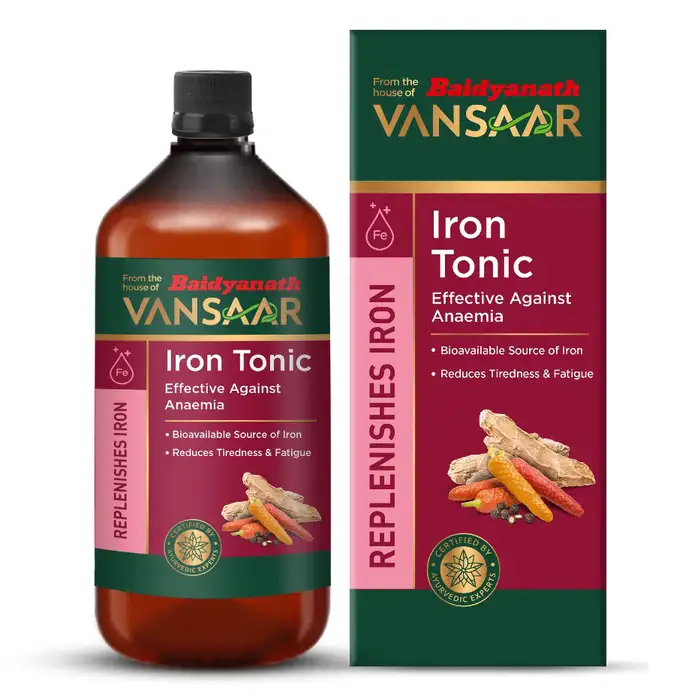 From the
house of
Baidyanath
VANSAAR
Fe
Iron Tonic
Effective Against
Anaemia
• Bioavailable Source of Iron
• Reduces Tiredness & Fatigue
REPLENISHES IRON
CERTIFIED BY
AYURVEDIC EXPERTS
From the
house of
Baidyanath
VANSAAR
Fe
Iron
Tonic
Effective Against
Anaemia
• Bioavailable Source of Iron
• Reduces Tiredness & Fatigue
REPLENISHES IRON
CERTIFIED BY
AYURVEDIC EXPERTS